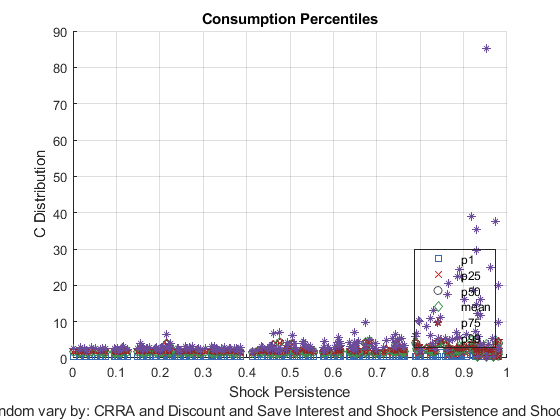 Consumption Percentiles
90
80
70
60
50
40
30
20
10
0
C Distribution
p1
p25
p50
mean
p75
0 0.1 0.2 0.3 0.4 0.5 0.6 0.7 0.8 0.9 1
Shock Persistence
ndom vary by: CRRA and Discount and Save Interest and Shock Persistence and Sho